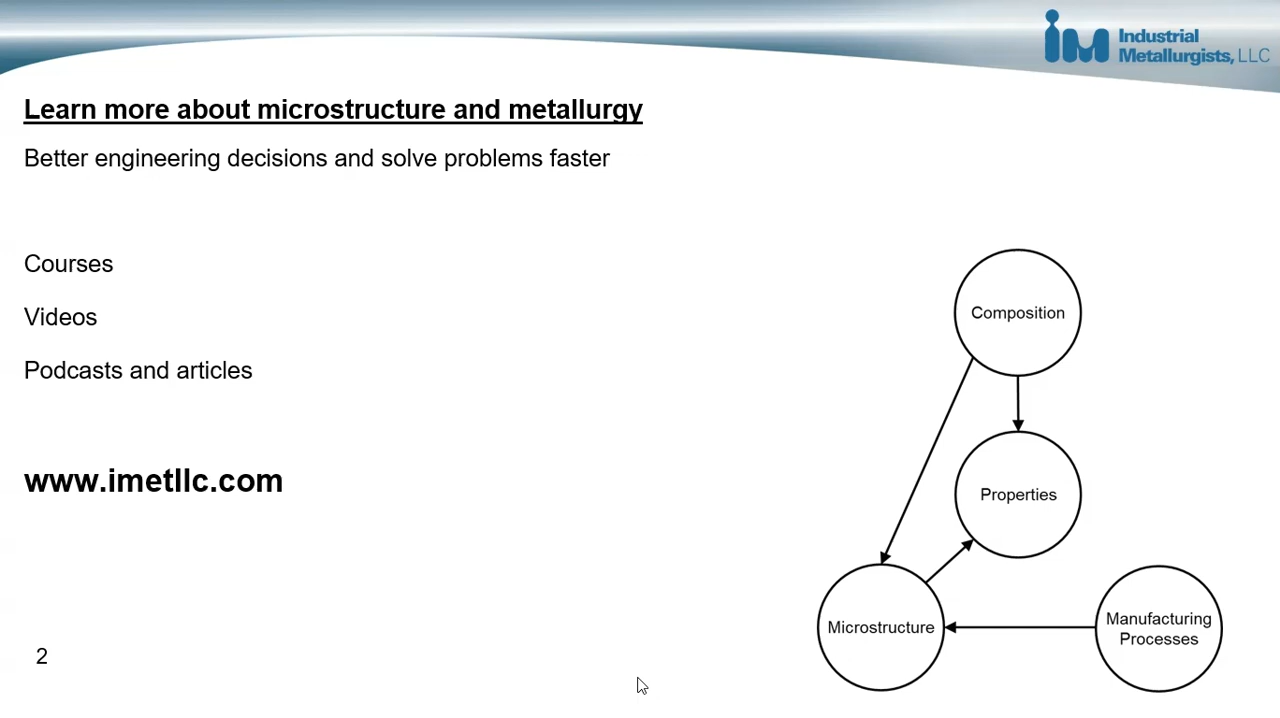 Industrial
Metallurgists, LLC
Learn more about microstructure and metallurgy
Better engineering decisions and solve problems faster
Courses
Videos
Podcasts and articles
www.imetllc.com
Composition
Properties
Microstructure
Manufacturing
Processes
2